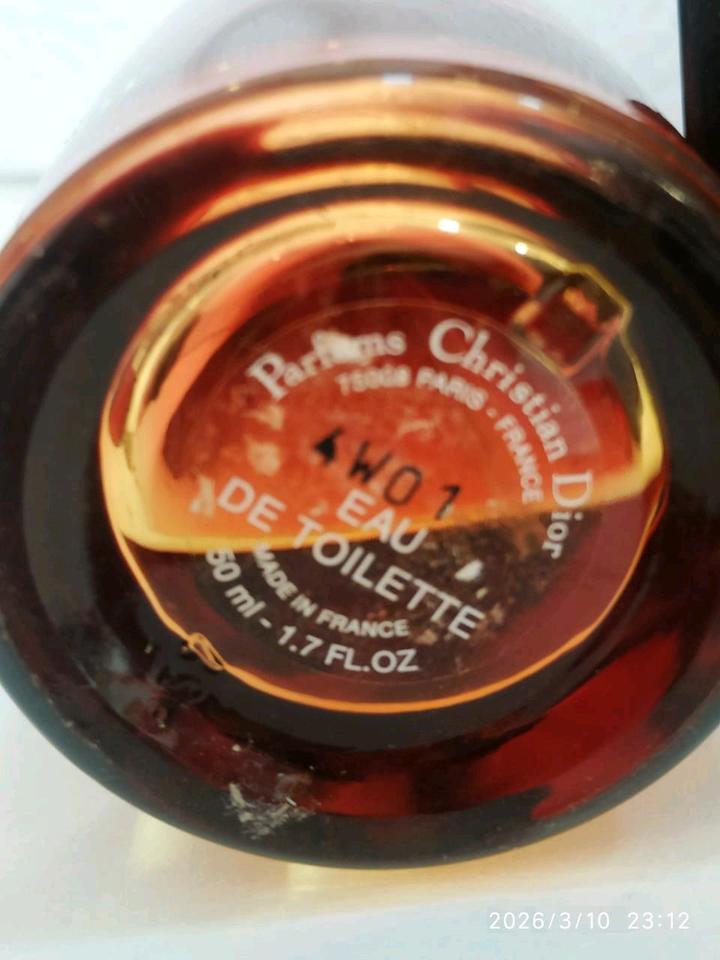 Parfums Christian Dior
75008 PARIS - FRANCE
4W01
EAU
DE TOILETTE
MADE IN FRANCE
50 ml - 1.7 FL.OZ
2026/3/10 23:12